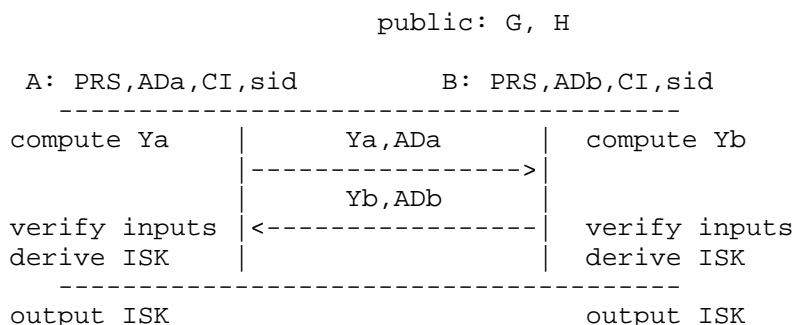 public: G, H
A: PRS,ADa,CI,sid B: PRS,ADb,CI,sid
---------------------------------------
compute Ya | Ya,ADa | compute Yb
|----------------->|
| Yb,ADb |
verify inputs |<-----------------| verify inputs
derive ISK | | derive ISK
---------------------------------------
output ISK output ISK